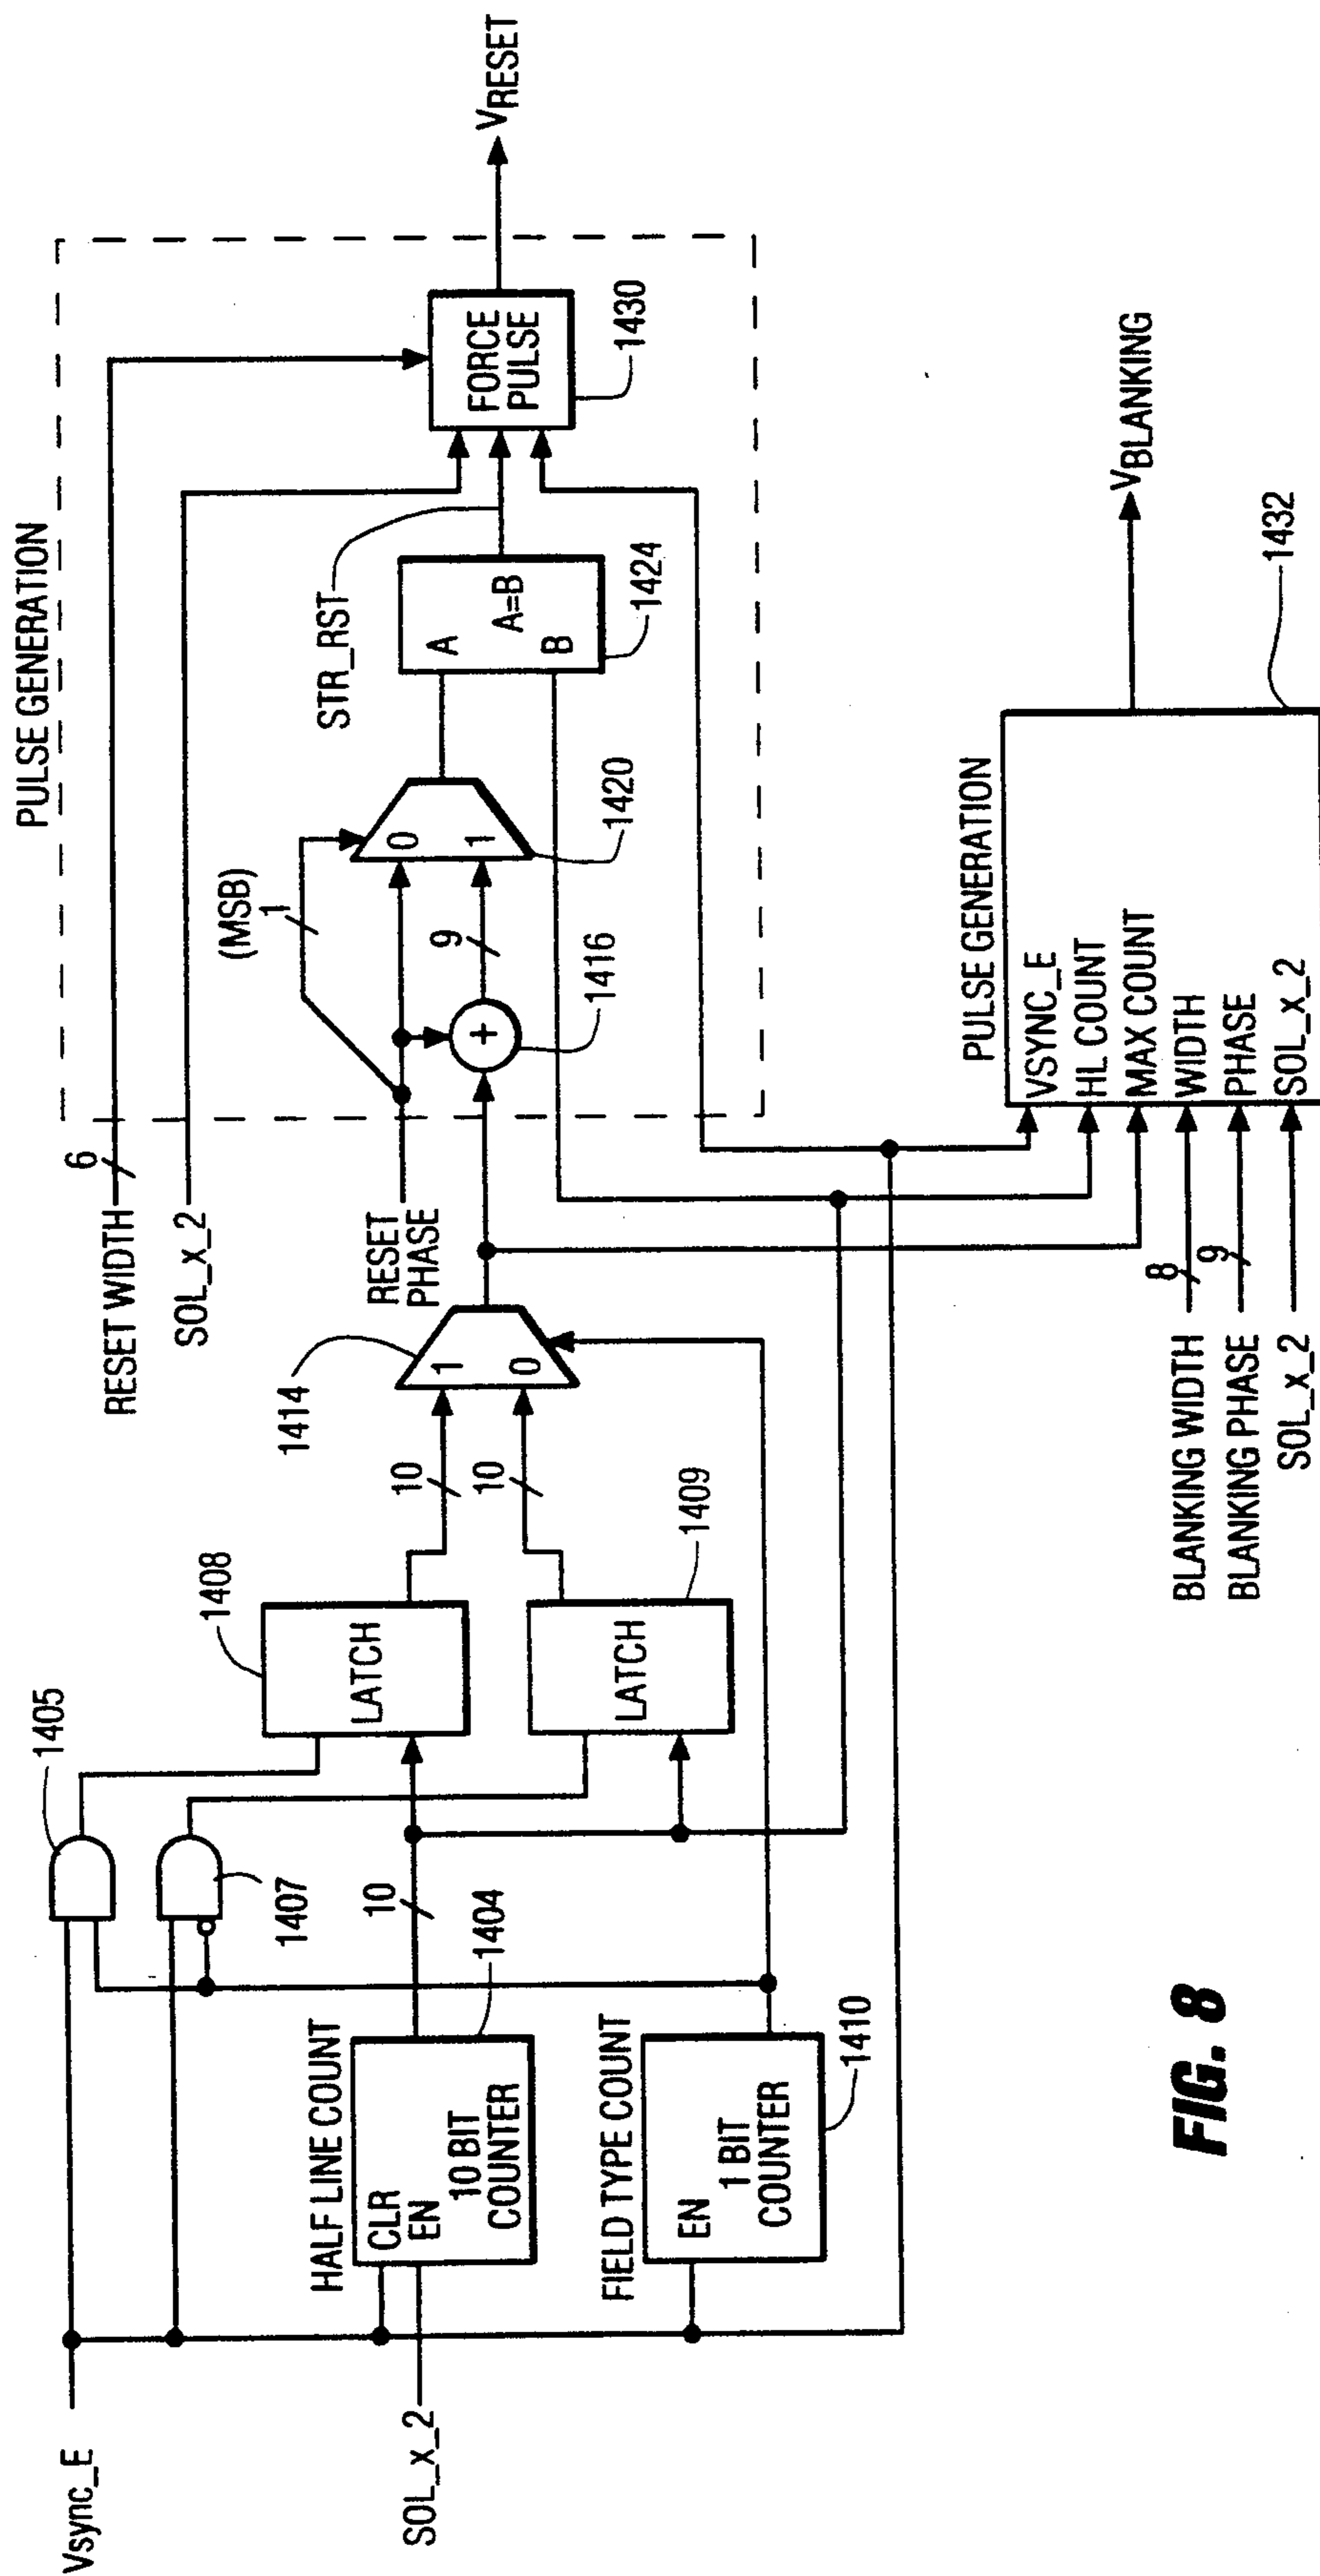 Vsync_E
SOL_x_2
1405
1407
HALF LINE COUNT
CLR
EN
10 BIT
COUNTER
1404
10
FIELD TYPE COUNT
EN
1 BIT
COUNTER
1410
1408
LATCH
LATCH
1409
10
10
1414
1
0
RESET WIDTH
6
SOL_x_2
RESET
PHASE
PULSE GENERATION
(MSB)
1
+
1416
9
0
1
1420
STR_RST
A
A=B
B
1424
FORCE
PULSE
1430
VRESET
PULSE GENERATION
VSYNC_E
HL COUNT
MAX COUNT
WIDTH
PHASE
SOL_x_2
8
9
BLANKING WIDTH
BLANKING PHASE
SOL_x_2
1432
VBLANKING
FIG. 8